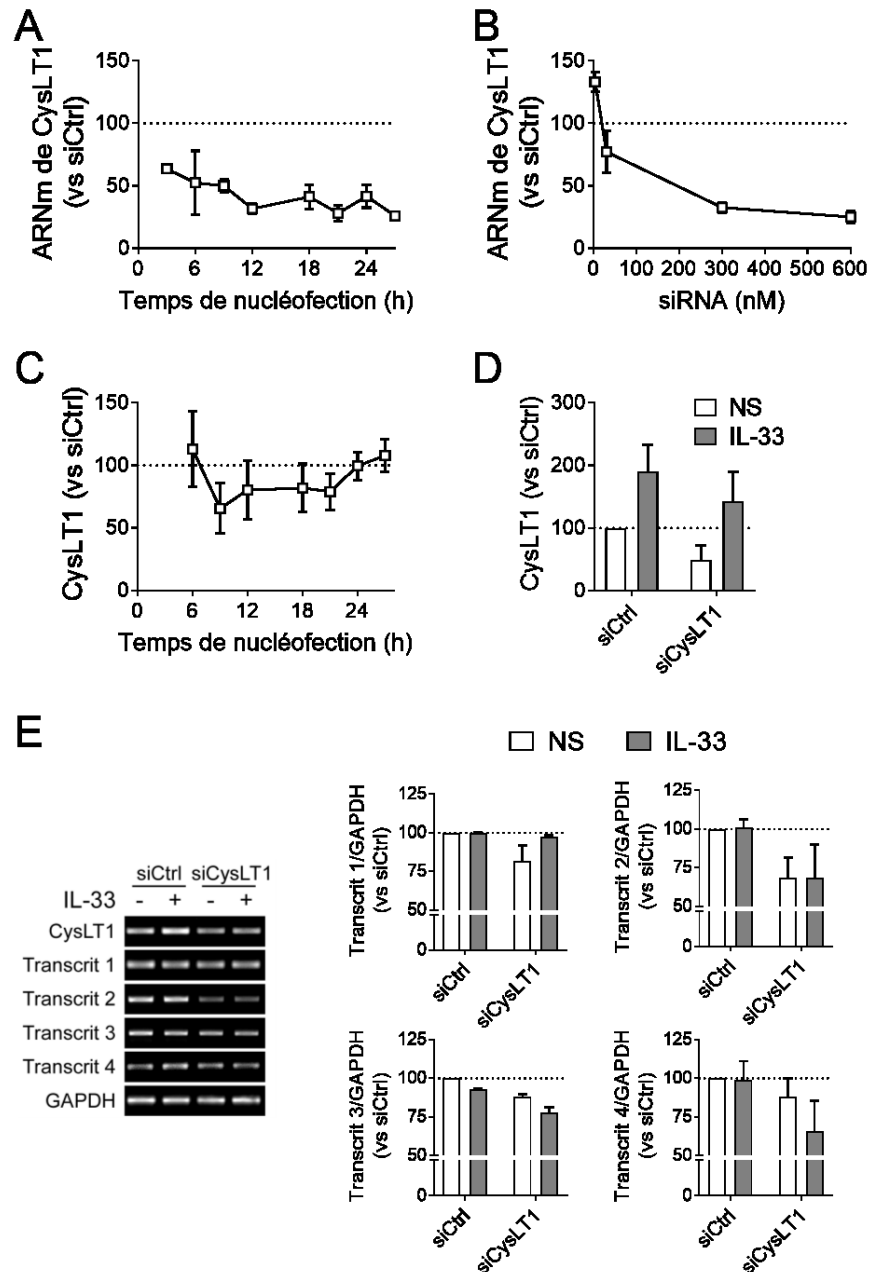 A
ARNm de CysLT1
(vs siCtrl)
150
100
50
0
0 6 12 18 24
Temps de nucléofection (h)
B
ARNm de CysLT1
(vs siCtrl)
150
100
50
0
0 100 200 300 400 500 600
siRNA (nM)
C
CysLT1 (vs siCtrl)
150
100
50
0
0 6 12 18 24
Temps de nucléofection (h)
D
CysLT1 (vs siCtrl)
300
200
100
0
NS
IL-33
siCtrl
siCysLT1
E
NS IL-33
siCtrl siCysLT1
IL-33 - + - +
CysLT1
Transcrit 1
Transcrit 2
Transcrit 3
Transcrit 4
GAPDH
Transcrit 1/GAPDH
(vs siCtrl)
125
100
75
50
0
siCtrl
siCysLT1
Transcrit 2/GAPDH
(vs siCtrl)
125
100
75
50
0
siCtrl
siCysLT1
Transcrit 3/GAPDH
(vs siCtrl)
125
100
75
50
0
siCtrl
siCysLT1
Transcrit 4/GAPDH
(vs siCtrl)
125
100
75
50
0
siCtrl
siCysLT1